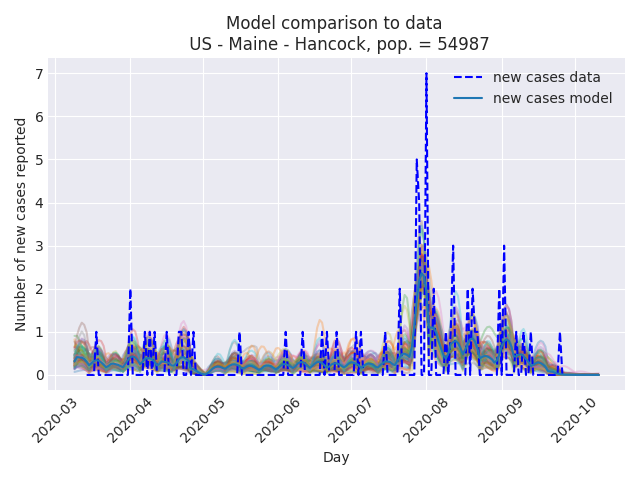 Model comparison to data
US - Maine - Hancock, pop. = 54987
new cases data
new cases model
Number of new cases reported
7
6
5
4
3
2
1
0
2020-03
2020-04
2020-05
2020-06
2020-07
2020-08
2020-09
2020-10
Day